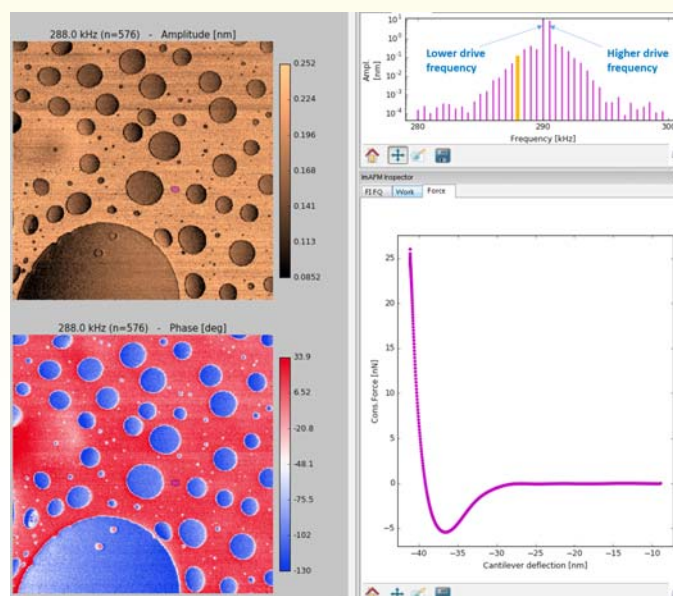 288.0 kHz (n=576) - Amplitude [nm]
0.252
0.224
0.196
0.168
0.141
0.113
0.0852
288.0 kHz (n=576) - Phase [deg]
33.9
6.52
-20.8
-48.1
-75.5
-102
-130
Ampl. [nm]
10¹
10⁰
10⁻¹
10⁻²
10⁻³
10⁻⁴
Lower drive
frequency
Higher drive
frequency
280
290
300
Frequency [kHz]
ImAFM Inspector
FI FQ
Work
Force
Cons.Force [nN]
25
20
15
10
5
0
−5
−40
−35
−30
−25
−20
−15
−10
Cantilever deflection [nm]